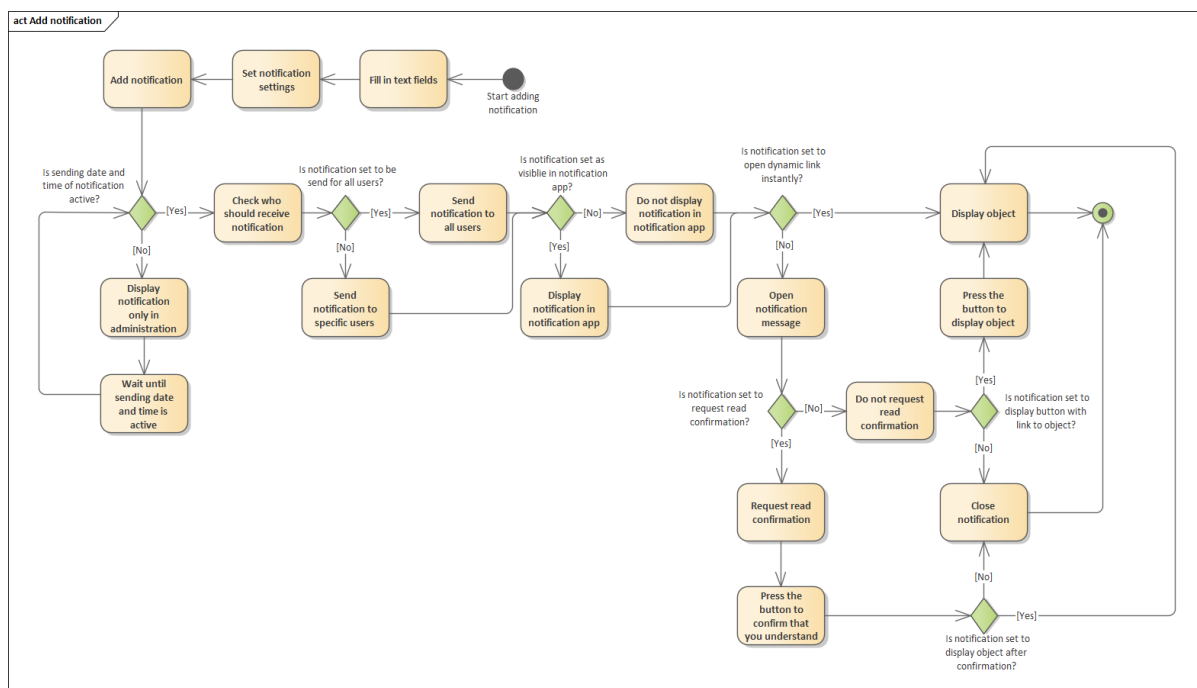 act Add notification
Add notification
Set notification
settings
Fill in text fields
Start adding
notification
Is sending date and
time of notification
active?
[Yes]
[No]
Check who
should receive
notification
Is notification set to be
send for all users?
[Yes]
[No]
Send
notification to
all users
Is notification set as
visiblie in notification
app?
[No]
[Yes]
Do not display
notification in
notification app
Is notification set to
open dynamic link
instantly?
[Yes]
[No]
Display object
Display
notification
only in
administration
Send
notification to
specific users
Display
notification in
notification app
Open
notification
message
Press the
button to
display object
Wait until
sending date
and time is
active
Is notification set to
request read
confirmation?
[No]
[Yes]
Do not request
read
confirmation
[Yes]
Is notification set to
display button with
link to object?
[No]
Request read
confirmation
Close
notification
[No]
Press the
button to
confirm that
you understand
[Yes]
Is notification set to
display object after
confirmation?